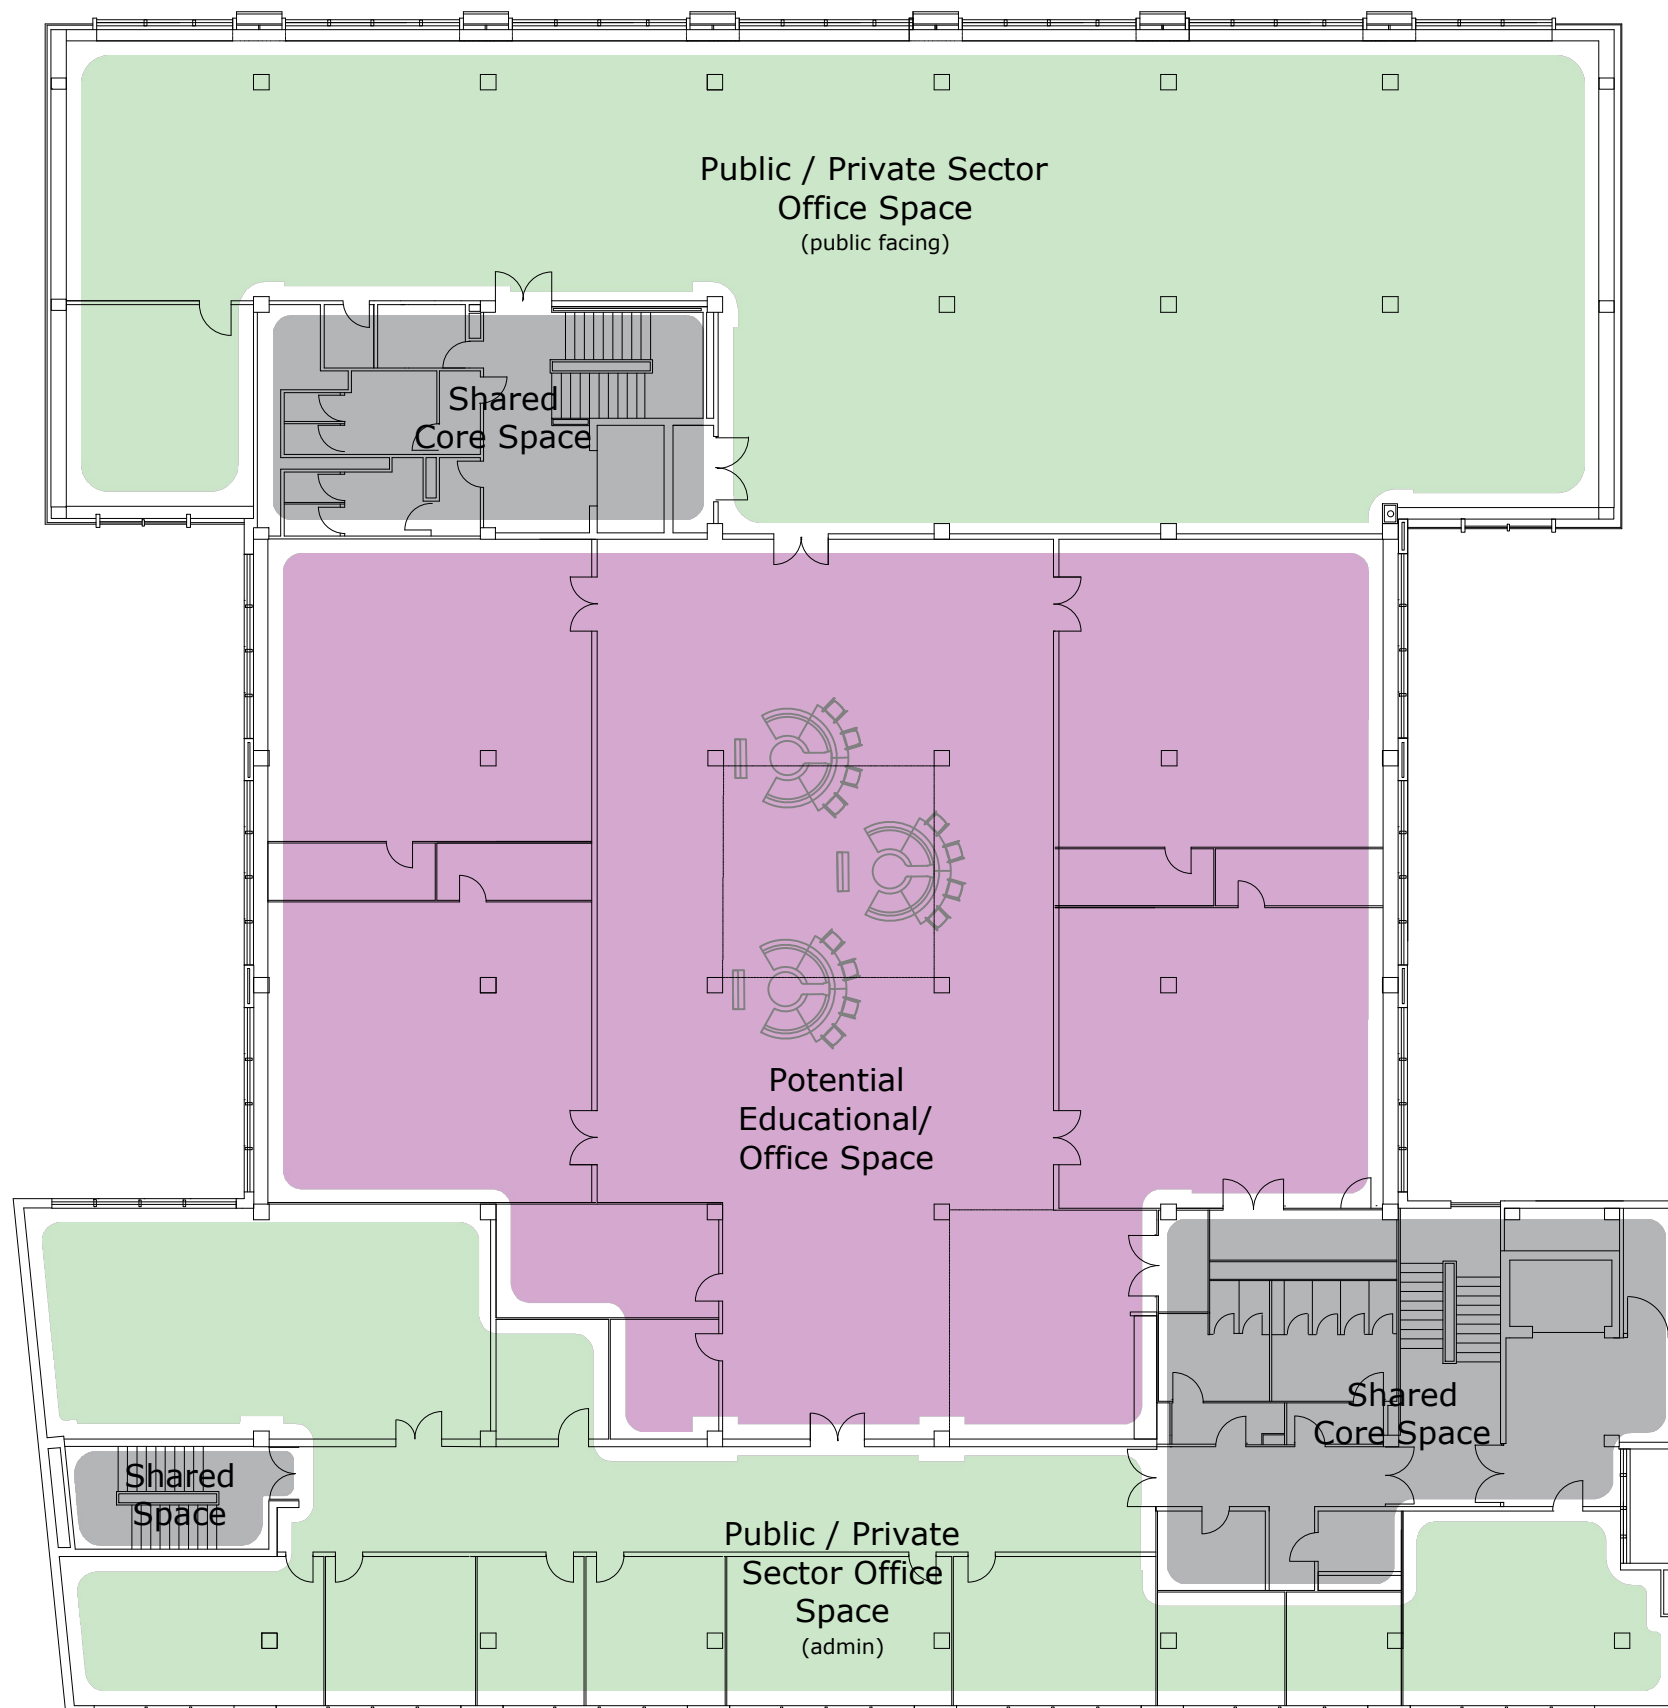 Public / Private Sector
Office Space
(public facing)
Shared
Core Space
Potential
Educational/
Office Space
Shared
Core Space
Shared
Space
Public / Private
Sector Office
Space
(admin)